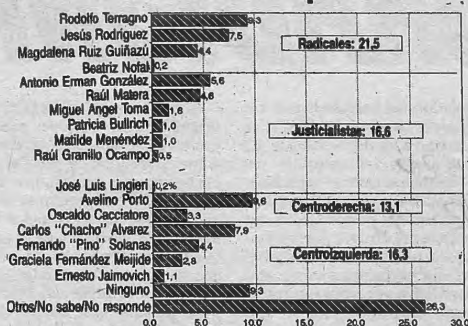 Rodolfo Terragno 9,3
Jesús Rodríguez 7,5
Magdalena Ruiz Guiñazú 4,4
Beatriz Nofal 0,2
Radicales: 21,5
Antonio Erman González 5,6
Raúl Matera 4,6
Miguel Angel Toma 1,6
Patricia Bullrich 1,0
Matilde Menéndez 1,0
Raúl Granillo Ocampo 0,5
Justicialistas: 16,6
José Luis Lingieri 0,2%
Avelino Porto 9,6
Oscaldo Cacciatore 3,3
Centroderecha: 13,1
Carlos "Chacho" Alvarez 7,9
Fernando "Pino" Solanas 4,4
Graciela Fernández Meijide 2,8
Ernesto Jaimovich 1,1
Centroizquierda: 16,3
Ninguno 9,3
Otros/No sabe/No responde 26,3
0,0 5,0 10,0 15,0 20,0 25,0 30,0